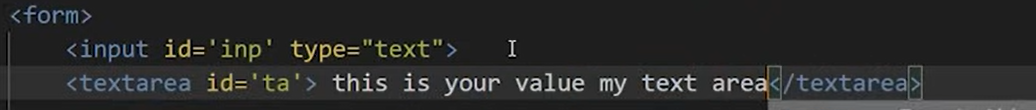 <form>
<input id='inp' type="text">
<textarea id='ta'> this is your value my text area</textarea>